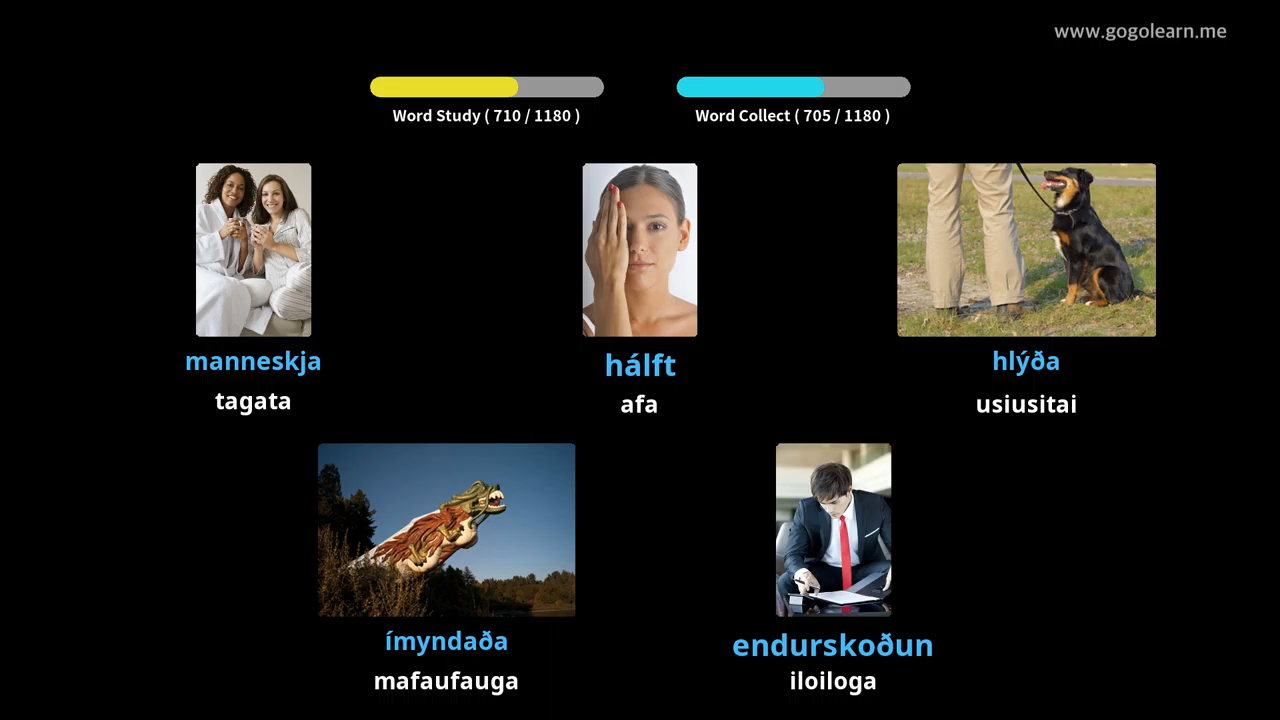 www.gogolearn.me
Word Study ( 710 / 1180 )
Word Collect ( 705 / 1180 )
manneskja
tagata
hálft
afa
hlýða
usiusitai
ímyndaða
mafaufauga
endurskoðun
iloiloga